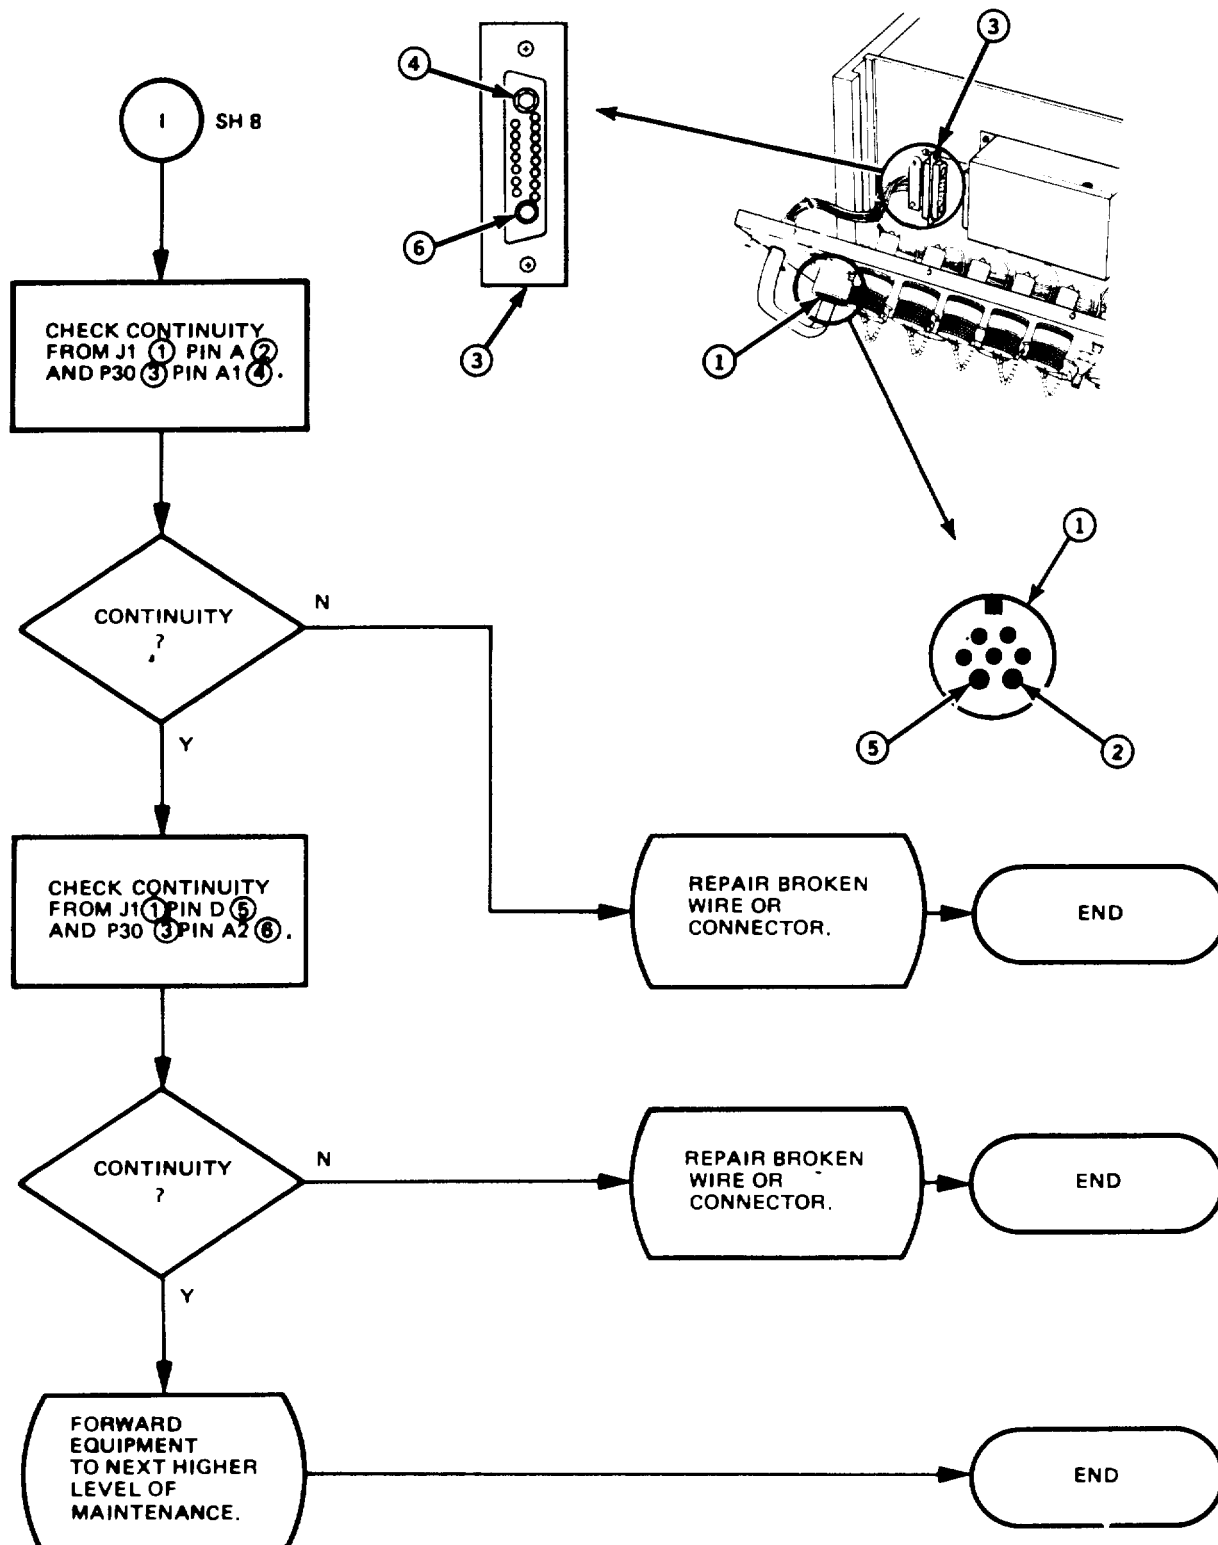 I SH 8
4
6
3
3
1
CHECK CONTINUITY
FROM J1 1 PIN A 2
AND P30 3 PIN A1 4.
CONTINUITY
?
N
Y
1
5
2
CHECK CONTINUITY
FROM J1 1 PIN D 5
AND P30 3 PIN A2 6.
REPAIR BROKEN
WIRE OR
CONNECTOR.
END
CONTINUITY
?
N
Y
REPAIR BROKEN
WIRE OR
CONNECTOR.
END
FORWARD
EQUIPMENT
TO NEXT HIGHER
LEVEL OF
MAINTENANCE.
END